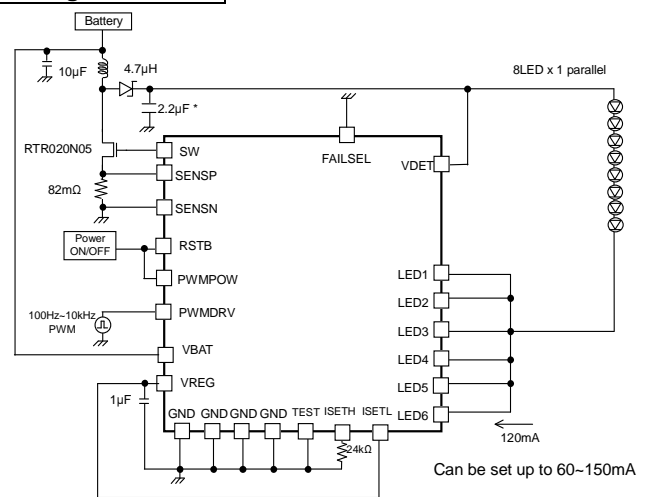 Battery
10µF
4.7µH
8LED x 1 parallel
2.2µF *
RTR020N05
SW
FAILSEL
VDET
SENSP
82mΩ
SENSN
Power
ON/OFF
RSTB
PWMPOW
LED1
LED2
100Hz~10kHz
PWM
PWMDRV
LED3
VBAT
LED4
VREG
LED5
1µF
GND GND GND GND TEST ISETH ISETL
LED6
24kΩ
120mA
Can be set up to 60~150mA